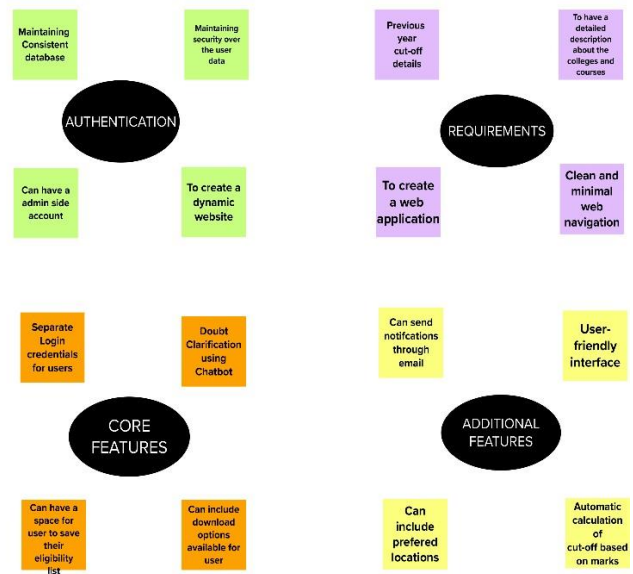 Maintaining
Consistent
database
Maintaining
security over
the user
data
AUTHENTICATION
Can have a
admin side
account
To create a
dynamic
website
Previous
year
cut-off
details
To have a
detailed
description
about the
colleges and
courses
REQUIREMENTS
To create
a web
application
Clean and
minimal
web
navigation
Separate
Login
credentials
for users
Doubt
Clarification
using
Chatbot
CORE
FEATURES
Can have a
space for
user to save
their
eligibility
list
Can include
download
options
available for
user
Can send
notifcations
through
email
User-
friendly
interface
ADDITIONAL
FEATURES
Can
include
prefered
locations
Automatic
calculation
of
cut-off based
on marks